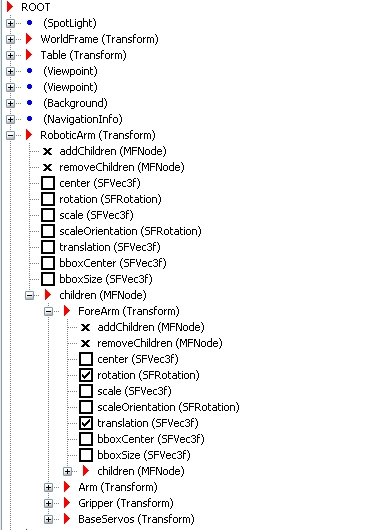 ROOT
(SpotLight)
WorldFrame (Transform)
Table (Transform)
(Viewpoint)
(Viewpoint)
(Background)
(NavigationInfo)
RoboticArm (Transform)
addChildren (MFNode)
removeChildren (MFNode)
center (SFVec3f)
rotation (SFRotation)
scale (SFVec3f)
scaleOrientation (SFRotation)
translation (SFVec3f)
bboxCenter (SFVec3f)
bboxSize (SFVec3f)
children (MFNode)
ForeArm (Transform)
addChildren (MFNode)
removeChildren (MFNode)
center (SFVec3f)
rotation (SFRotation)
scale (SFVec3f)
scaleOrientation (SFRotation)
translation (SFVec3f)
bboxCenter (SFVec3f)
bboxSize (SFVec3f)
children (MFNode)
Arm (Transform)
Gripper (Transform)
BaseServos (Transform)